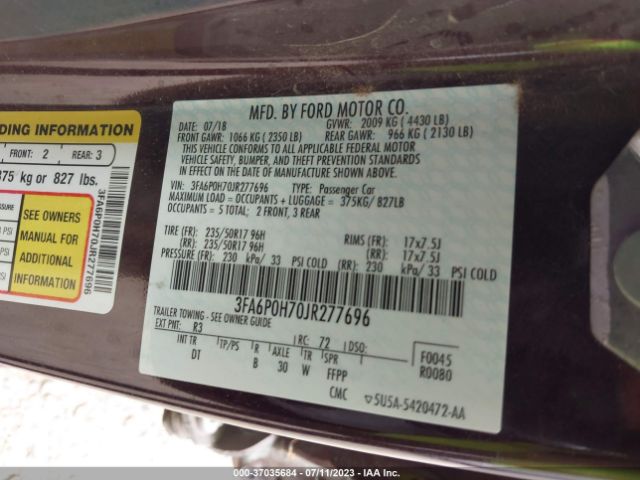 MFD. BY FORD MOTOR CO.
DATE: 07/18 GVWR: 2009 KG ( 4430 LB)
FRONT GAWR: 1066 KG ( 2350 LB) REAR GAWR: 966 KG ( 2130 LB)
THIS VEHICLE CONFORMS TO ALL APPLICABLE FEDERAL MOTOR
VEHICLE SAFETY, BUMPER, AND THEFT PREVENTION STANDARDS
IN EFFECT ON THE DATE OF MANUFACTURE SHOWN ABOVE.
VIN: 3FA6P0H70JR277696 TYPE: Passenger Car
MAXIMUM LOAD = OCCUPANTS + LUGGAGE = 375KG/ 827LB
OCCUPANTS = 5 TOTAL; 2 FRONT, 3 REAR
TIRE (FR): 235/50R17 96H RIMS (FR): 17x7.5J
(RR): 235/50R17 96H (RR): 17x7.5J
PRESSURE (FR): 230 kPa/ 33 PSI COLD (RR): 230 kPa/ 33 PSI COLD
3FA6P0H70JR277696
TRAILER TOWING - SEE OWNER GUIDE
EXT PNT: R3 RC: 72 DSO:
INT TR TP/PS R AXLE TR SPR
DT B 30 W FFPP
CMC
F0045
R0080
5U5A-5420472-AA
DING INFORMATION
FRONT: 2 REAR: 3
375 kg or 827 lbs.
SEE OWNERS
MANUAL FOR
ADDITIONAL
INFORMATION
PSI
PSI
3FA6P0H70JR277696
000-37035684 - 07/11/2023 - IAA Inc.